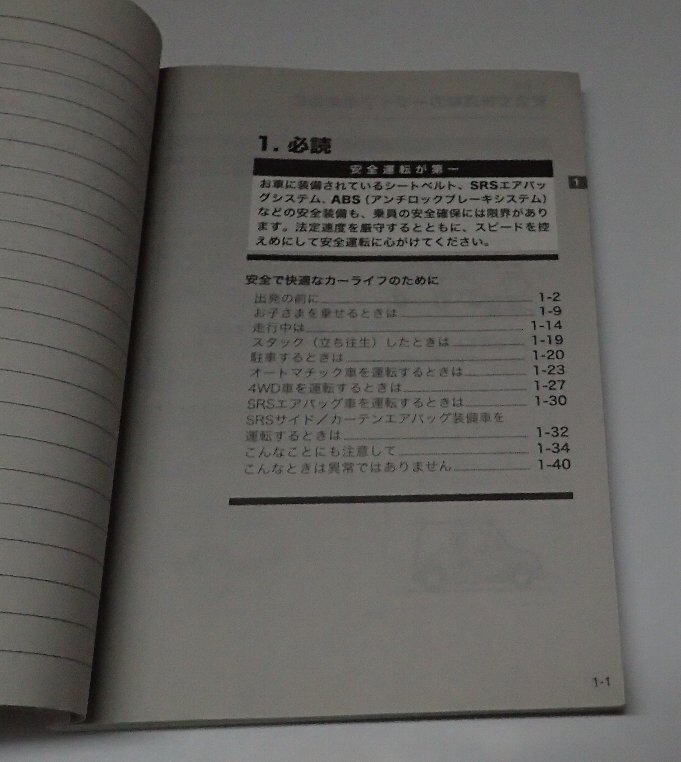 1. 必読
安全運転が第一
お車に装備されているシートベルト、SRSエアバッ
グシステム、ABS（アンチロックブレーキシステム）
などの安全装備も、乗員の安全確保には限界があり
ます。法定速度を厳守するとともに、スピードを控
えめにして安全運転に心がけてください。
1
安全で快適なカーライフのために
出発の前に 1-2
お子さまを乗せるときは 1-9
走行中は 1-14
スタック（立ち往生）したときは 1-19
駐車するときは 1-20
オートマチック車を運転するときは 1-23
4WD車を運転するときは 1-27
SRSエアバッグ車を運転するときは 1-30
SRSサイド／カーテンエアバッグ装備車を
運転するときは 1-32
こんなことにも注意して 1-34
こんなときは異常ではありません 1-40
1-1